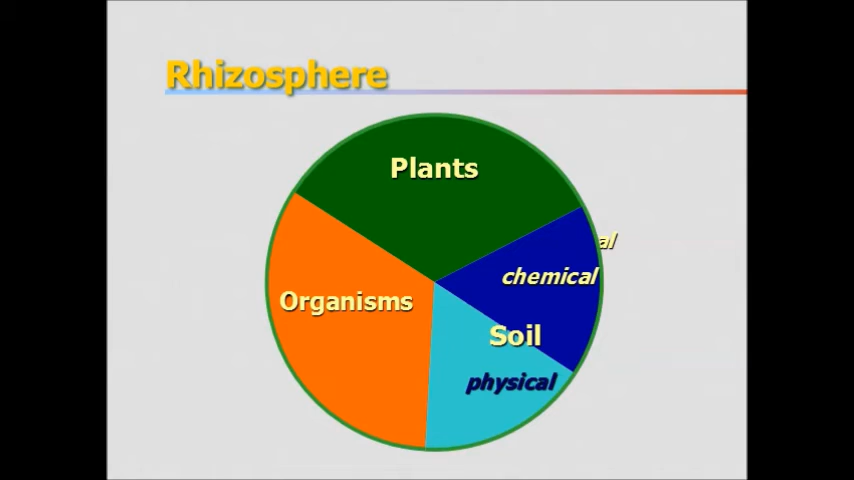 Rhizosphere
Plants
al
chemical
Organisms
Soil
physical